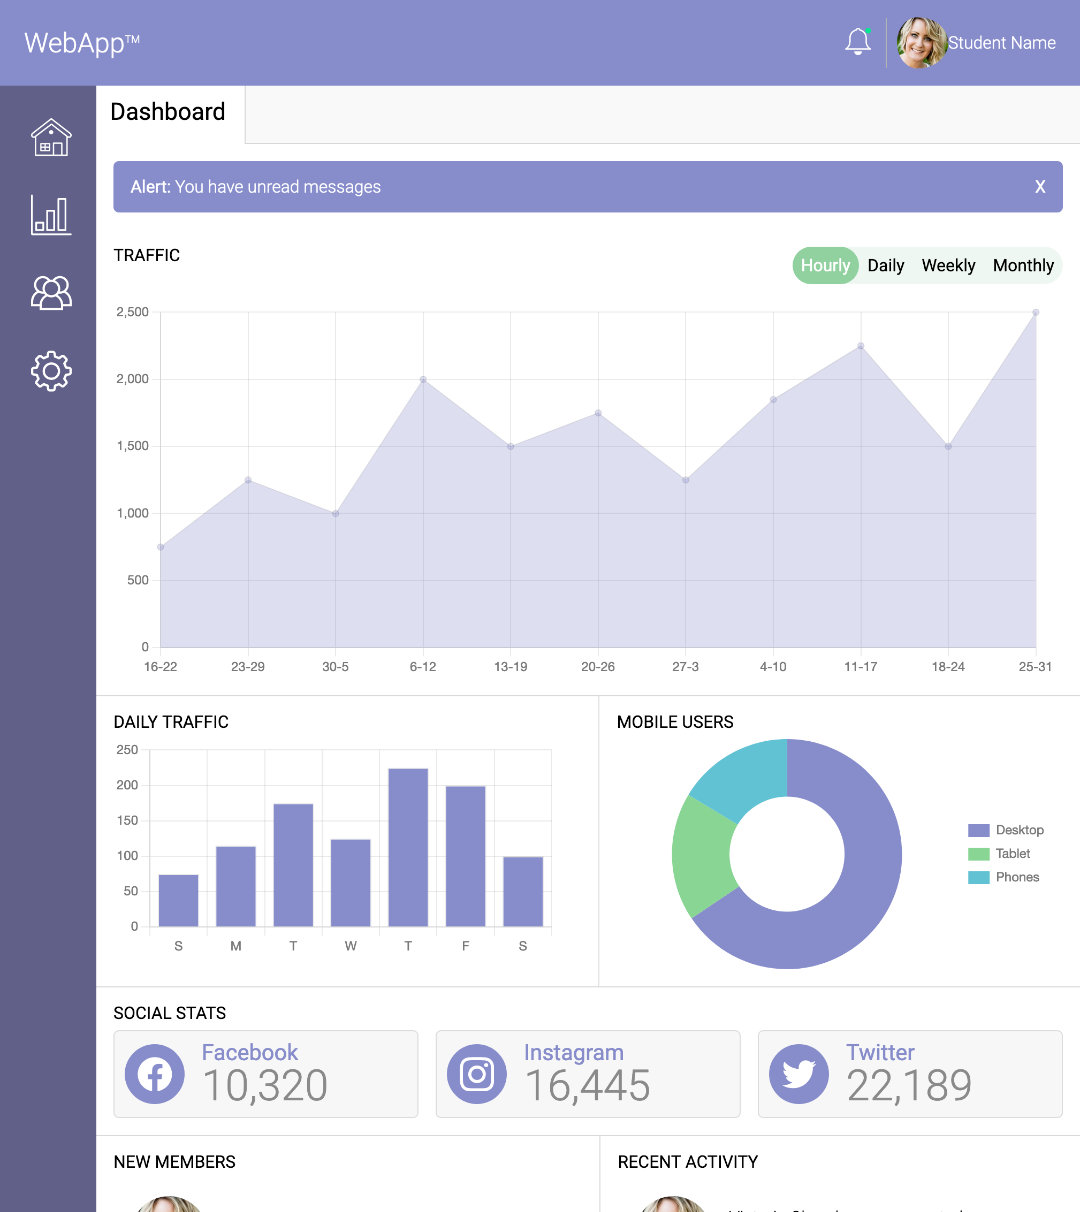 WebApp™
Student Name
Dashboard
Alert: You have unread messages X
TRAFFIC
Hourly Daily Weekly Monthly
2,500
2,000
1,500
1,000
500
0
16-22 23-29 30-5 6-12 13-19 20-26 27-3 4-10 11-17 18-24 25-31
DAILY TRAFFIC
250
200
150
100
50
0
S M T W T F S
MOBILE USERS
Desktop
Tablet
Phones
SOCIAL STATS
Facebook
10,320
Instagram
16,445
Twitter
22,189
NEW MEMBERS
RECENT ACTIVITY